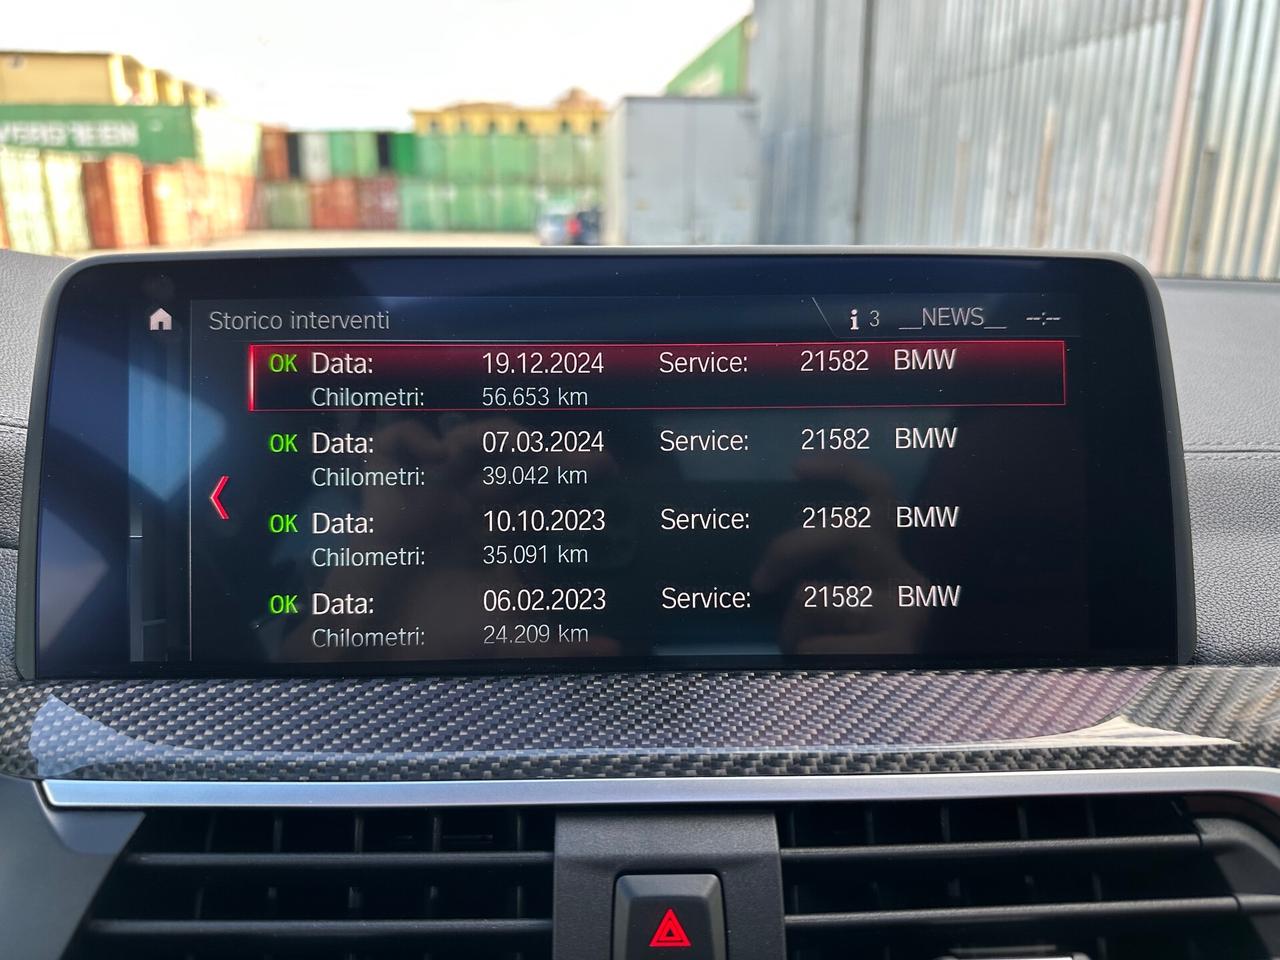 EVERGREEN
Storico interventi
i 3 __NEWS__ --:--
OK Data: 19.12.2024 Service: 21582 BMW
Chilometri: 56.653 km
OK Data: 07.03.2024 Service: 21582 BMW
Chilometri: 39.042 km
OK Data: 10.10.2023 Service: 21582 BMW
Chilometri: 35.091 km
OK Data: 06.02.2023 Service: 21582 BMW
Chilometri: 24.209 km